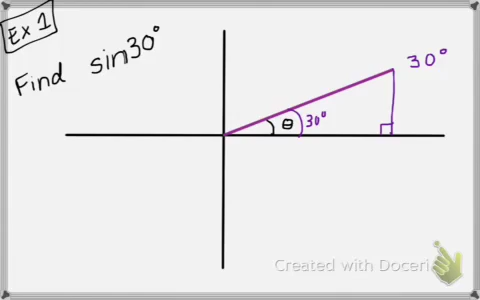 Ex 1
Find sin30°
30°
θ 30°
Created with Doceri